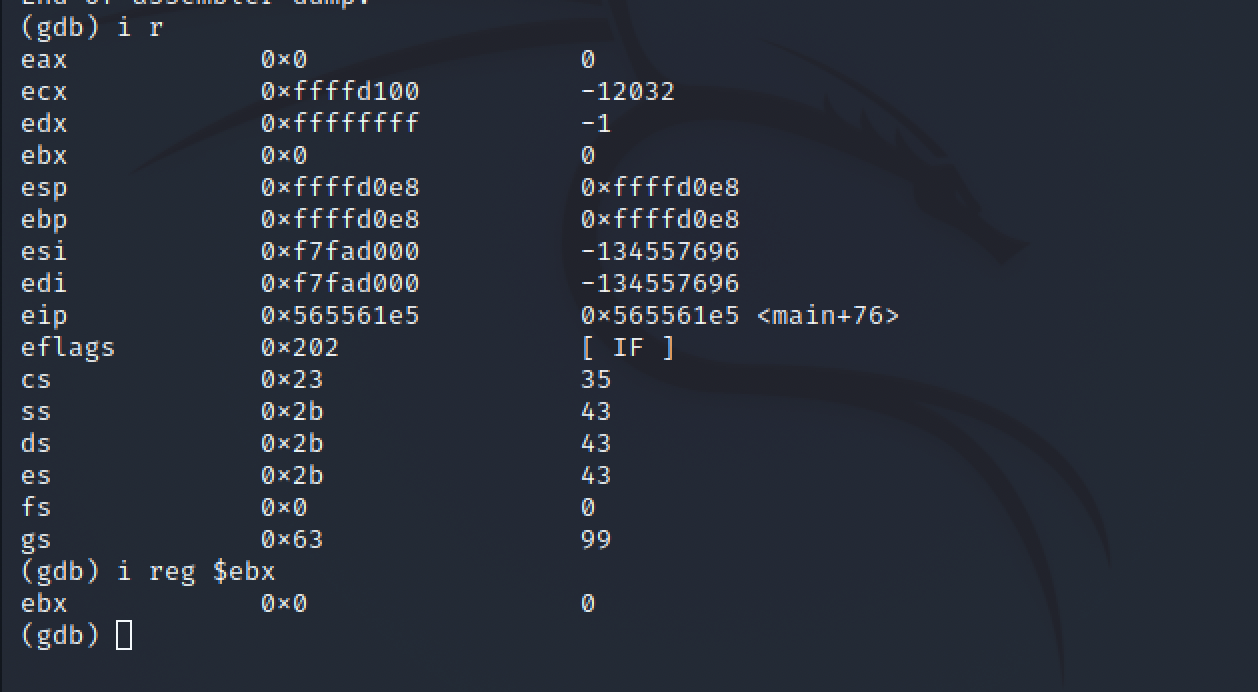 End of assembler dump.
(gdb) i r
eax 0×0 0
ecx 0×ffffd100 -12032
edx 0×ffffffff -1
ebx 0×0 0
esp 0×ffffd0e8 0×ffffd0e8
ebp 0×ffffd0e8 0×ffffd0e8
esi 0×f7fad000 -134557696
edi 0×f7fad000 -134557696
eip 0×565561e5 0×565561e5 <main+76>
eflags 0×202 [ IF ]
cs 0×23 35
ss 0×2b 43
ds 0×2b 43
es 0×2b 43
fs 0×0 0
gs 0×63 99
(gdb) i reg $ebx
ebx 0×0 0
(gdb)